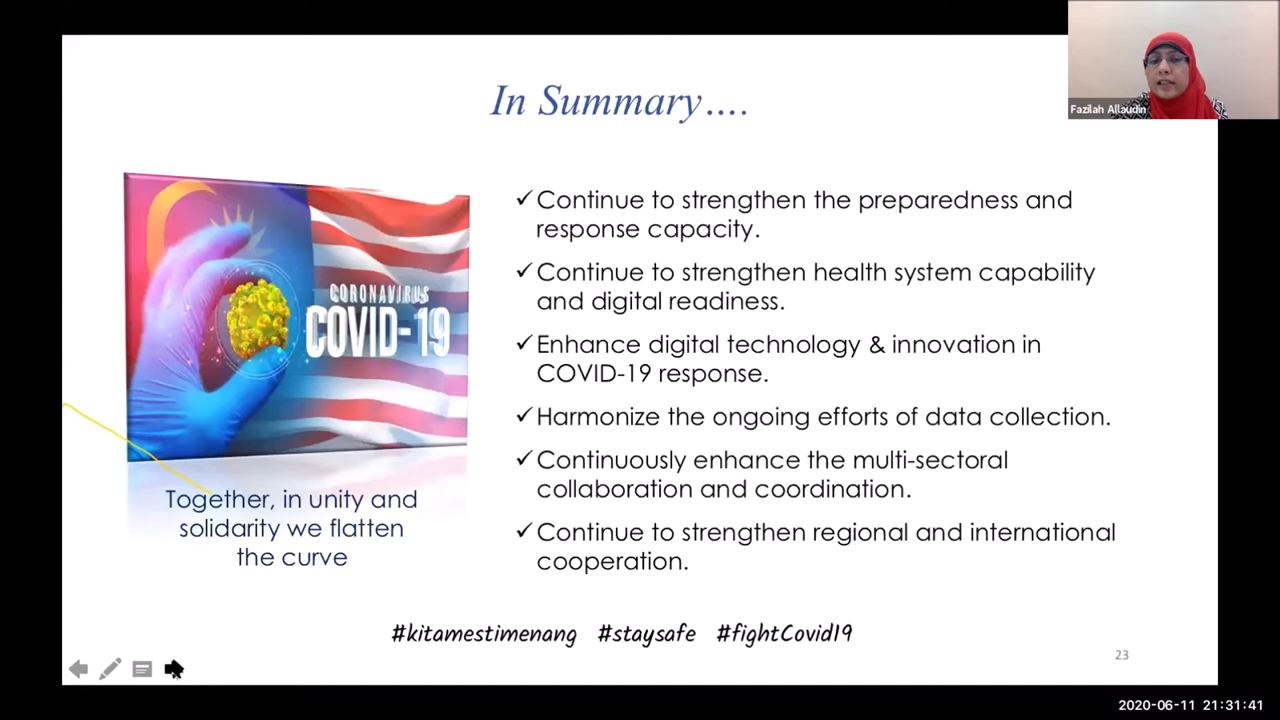 In Summary….
Fazilah Allaudin
✓Continue to strengthen the preparedness and
response capacity.
✓Continue to strengthen health system capability
and digital readiness.
CORONAVIRUS
COVID-19
✓Enhance digital technology & innovation in
COVID-19 response.
✓Harmonize the ongoing efforts of data collection.
✓Continuously enhance the multi-sectoral
collaboration and coordination.
✓Continue to strengthen regional and international
cooperation.
Together, in unity and
solidarity we flatten
the curve
#kitamestimenang #staysafe #fightCovid19
23
2020-06-11 21:31:41